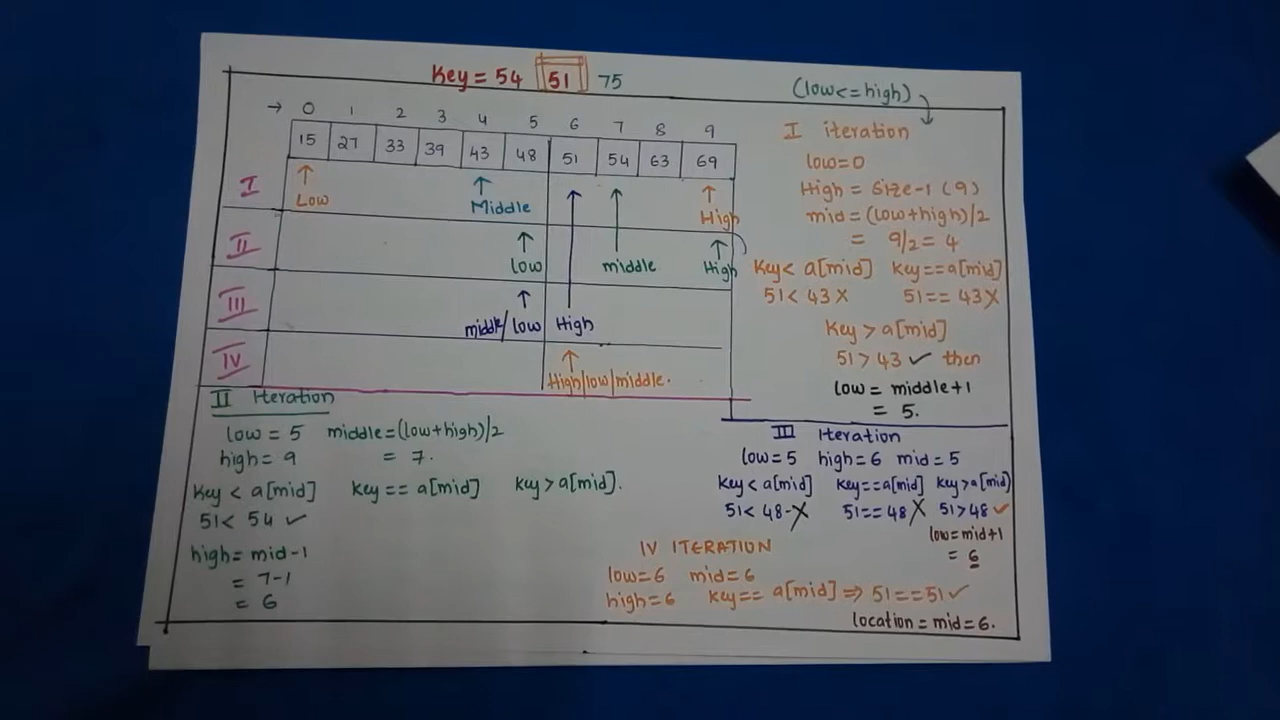 Key = 54 51 75
(low<=high)
→ 0 1 2 3 4 5 6 7 8 9
15 27 33 39 43 48 51 54 63 69
I
Low Middle High
II
low middle High
III
middle/low High
IV
High/low/middle.
I iteration
low=0
High = Size-1 (9)
mid = (low+high)/2
= 9/2 = 4
Key< a[mid] Key==a[mid]
51 < 43 X 51 == 43X
Key > a[mid]
51 > 43 ✓ then
low = middle+1
= 5.
II Iteration
low = 5 middle=(low+high)/2
high= 9 = 7.
Key < a[mid] Key == a[mid] Key > a[mid].
51 < 54 ✓
high= mid-1
= 7-1
= 6
III Iteration
low=5 high=6 mid=5
Key < a[mid] Key==a[mid] Key >a[mid]
51 < 48-X 51== 48 X 51 > 48 ✓
low=mid+1
= 6
IV ITERATION
low=6 mid=6
high=6 Key== a[mid] ⇒ 51==51 ✓
location = mid=6.